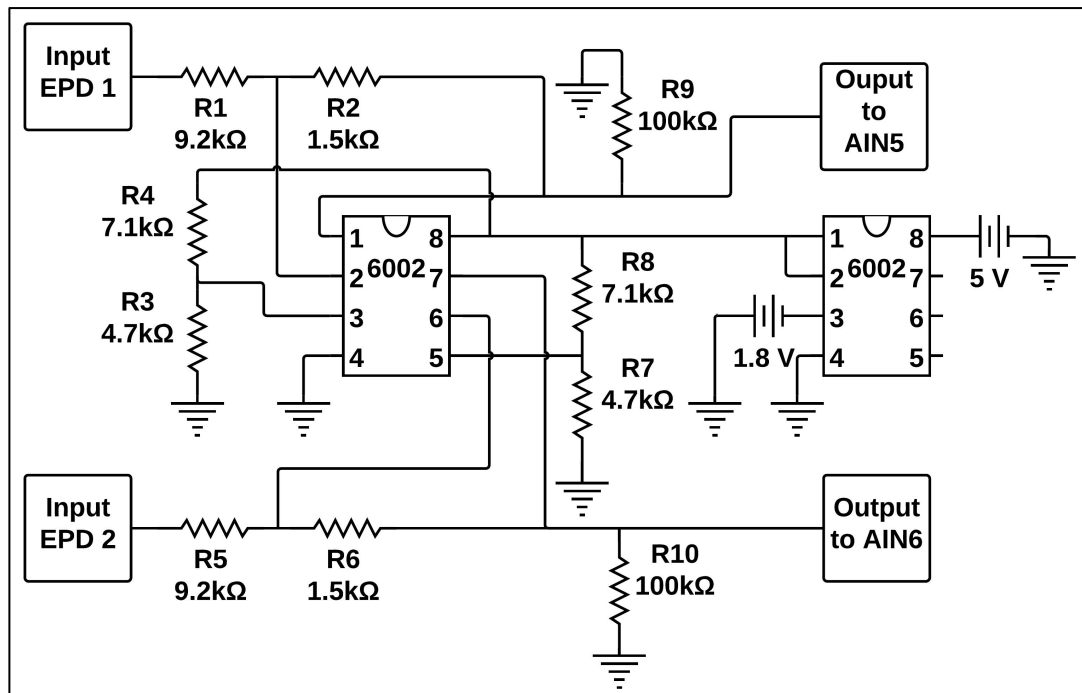 Input
EPD 1
R1
9.2kΩ
R2
1.5kΩ
R9
100kΩ
Ouput
to
AIN5
R4
7.1kΩ
R3
4.7kΩ
1
2
3
4
6002
8
7
6
5
R8
7.1kΩ
R7
4.7kΩ
1.8 V
1
2
3
4
6002
8
7
6
5
5 V
Input
EPD 2
R5
9.2kΩ
R6
1.5kΩ
R10
100kΩ
Output
to AIN6